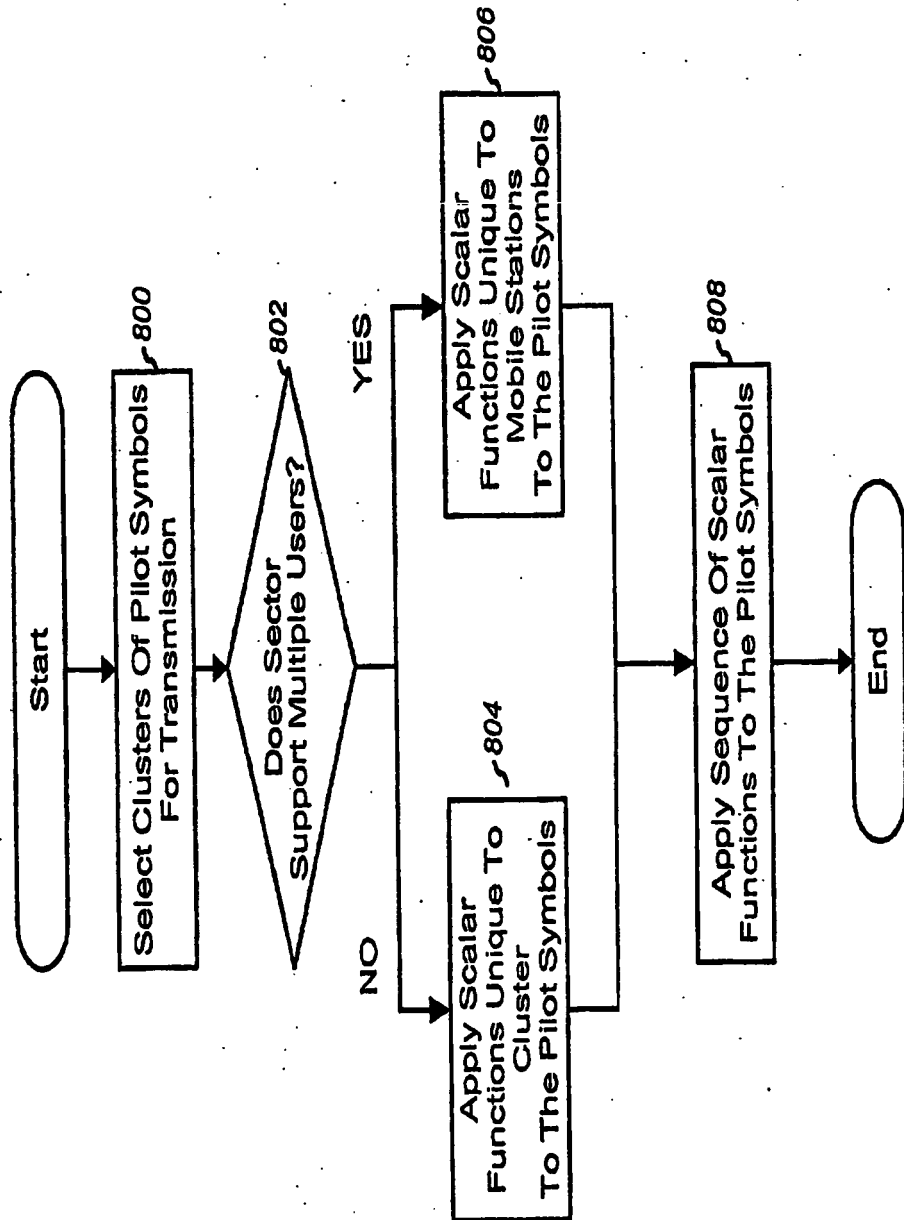 Start
Select Clusters Of Pilot Symbols
For Transmission
800
Does Sector
Support Multiple Users?
802
NO
YES
Apply Scalar
Functions Unique To
Cluster
To The Pilot Symbols
804
Apply Scalar
Functions Unique To
Mobile Stations
To The Pilot Symbols
806
Apply Sequence Of Scalar
Functions To The Pilot Symbols
808
End